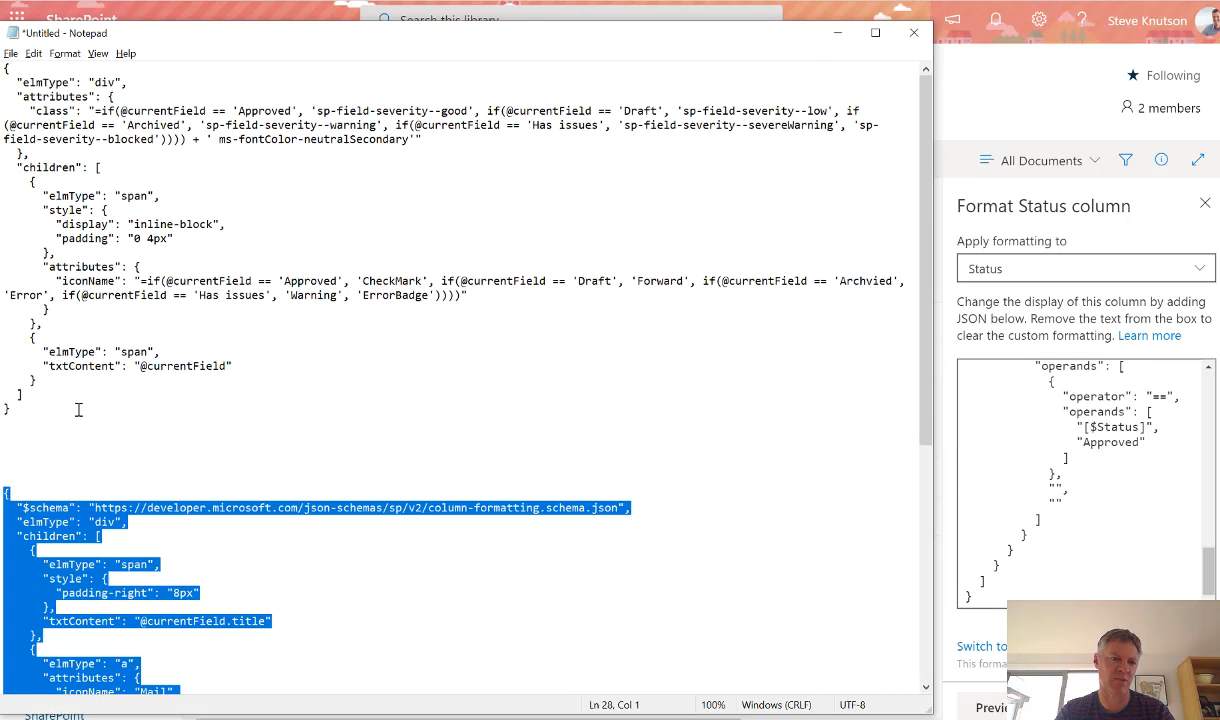 SharePoint
Search this library
Steve Knutson
*Untitled - Notepad
File Edit Format View Help
{
"elmType": "div",
"attributes": {
"class": "=if(@currentField == 'Approved', 'sp-field-severity--good', if(@currentField == 'Draft', 'sp-field-severity--low', if
(@currentField == 'Archived', 'sp-field-severity--warning', if(@currentField == 'Has issues', 'sp-field-severity--severeWarning', 'sp-
field-severity--blocked')))) + ' ms-fontColor-neutralSecondary'"
},
"children": [
{
"elmType": "span",
"style": {
"display": "inline-block",
"padding": "0 4px"
},
"attributes": {
"iconName": "=if(@currentField == 'Approved', 'CheckMark', if(@currentField == 'Draft', 'Forward', if(@currentField == 'Archvied',
'Error', if(@currentField == 'Has issues', 'Warning', 'ErrorBadge'))))"
}
},
{
"elmType": "span",
"txtContent": "@currentField"
}
]
}
{
"$schema": "https://developer.microsoft.com/json-schemas/sp/v2/column-formatting.schema.json",
"elmType": "div",
"children": [
{
"elmType": "span",
"style": {
"padding-right": "8px"
},
"txtContent": "@currentField.title"
},
{
"elmType": "a",
"attributes": {
"iconName": "Mail"
Ln 28, Col 1
100%
Windows (CRLF)
UTF-8
SharePoint
Following
2 members
All Documents
Format Status column
Apply formatting to
Status
Change the display of this column by adding
JSON below. Remove the text from the box to
clear the custom formatting. Learn more
"operands": [
{
"operator": "==",
"operands": [
"[$Status]",
"Approved"
]
},
"",
""
]
}
}
}
]
}
Switch to
This